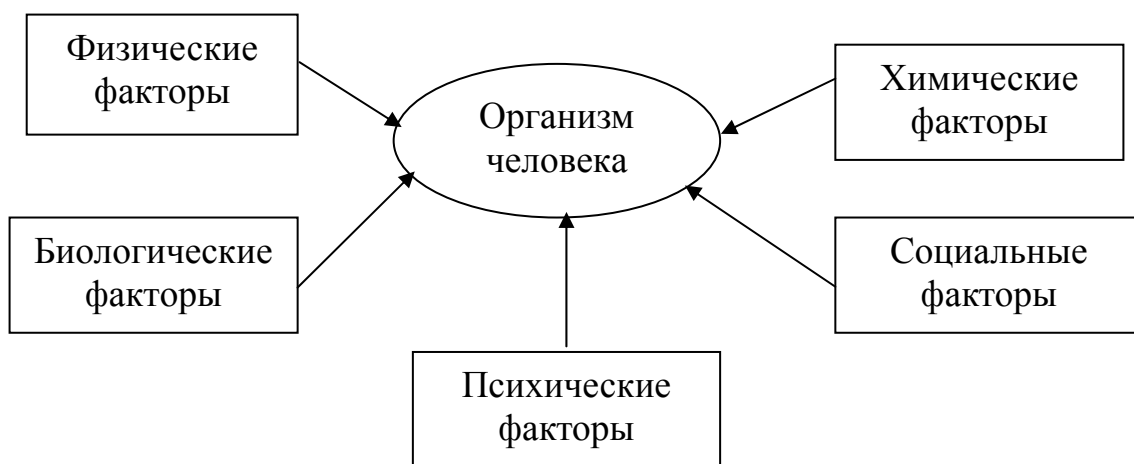 Физические
факторы
Организм
человека
Химические
факторы
Биологические
факторы
Социальные
факторы
Психические
факторы